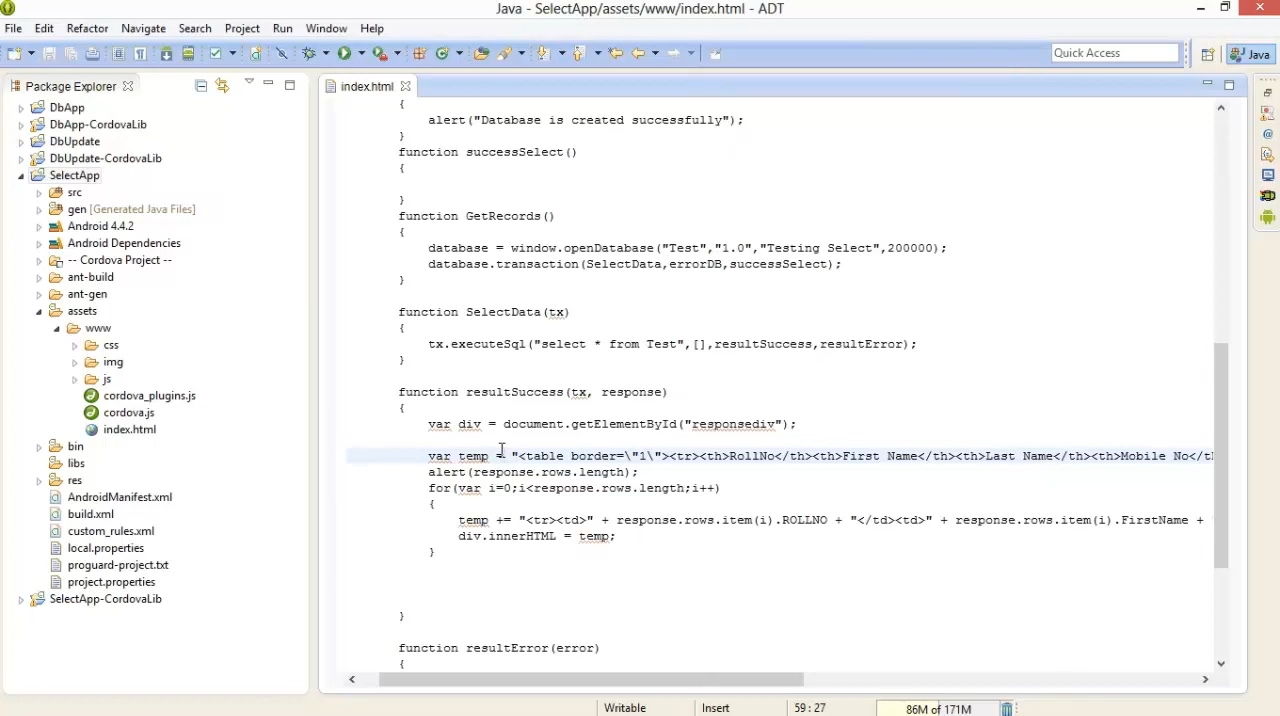 Java - SelectApp/assets/www/index.html - ADT
File Edit Refactor Navigate Search Project Run Window Help
Quick Access
Java
Package Explorer
DbApp
DbApp-CordovaLib
DbUpdate
DbUpdate-CordovaLib
SelectApp
src
gen [Generated Java Files]
Android 4.4.2
Android Dependencies
-- Cordova Project --
ant-build
ant-gen
assets
www
css
img
js
cordova_plugins.js
cordova.js
index.html
bin
libs
res
AndroidManifest.xml
build.xml
custom_rules.xml
local.properties
proguard-project.txt
project.properties
SelectApp-CordovaLib
index.html
{
alert("Database is created successfully");
}
function successSelect()
{
}
function GetRecords()
{
database = window.openDatabase("Test","1.0","Testing Select",200000);
database.transaction(SelectData,errorDB,successSelect);
}
function SelectData(tx)
{
tx.executeSql("select * from Test",[],resultSuccess,resultError);
}
function resultSuccess(tx, response)
{
var div = document.getElementById("responsediv");
var temp = "<table border=\"1\"><tr><th>RollNo</th><th>First Name</th><th>Last Name</th><th>Mobile No</th
alert(response.rows.length);
for(var i=0;i<response.rows.length;i++)
{
temp += "<tr><td>" + response.rows.item(i).ROLLNO + "</td><td>" + response.rows.item(i).FirstName + "
div.innerHTML = temp;
}
}
function resultError(error)
{
Writable Insert 59 : 27 86M of 171M